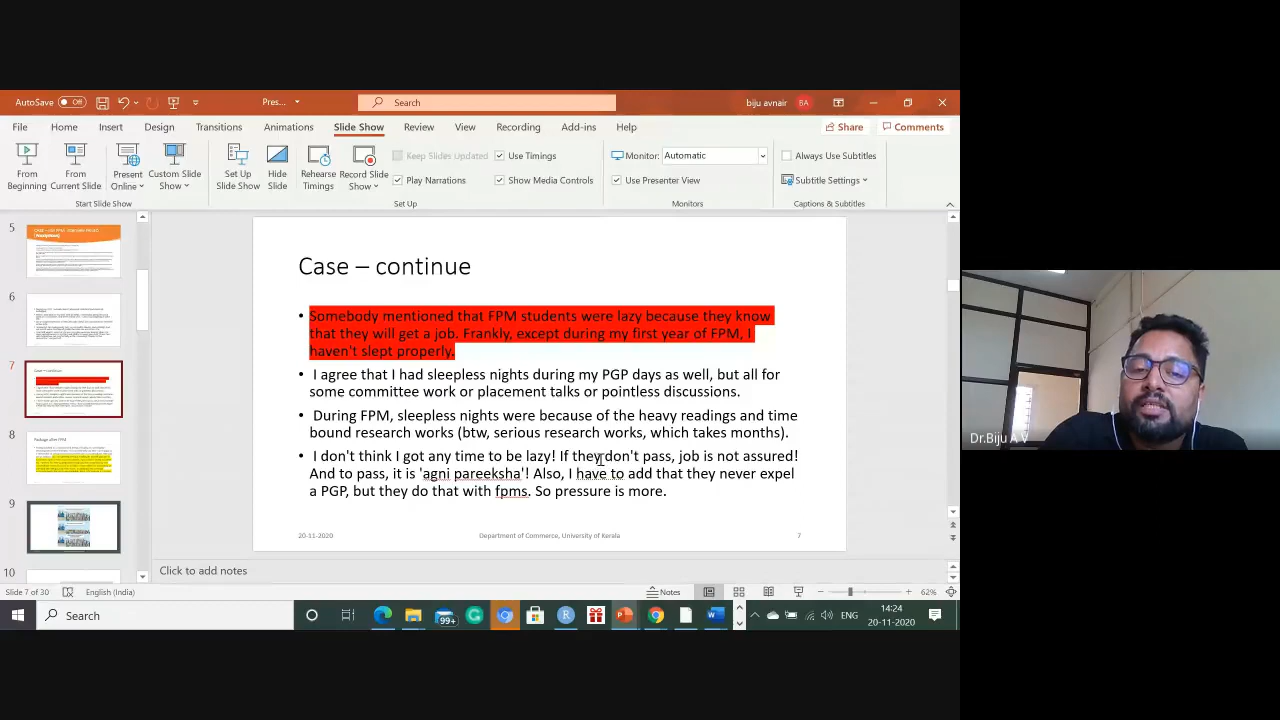 AutoSave Off Pres... Search biju avnair BA
File Home Insert Design Transitions Animations Slide Show Review View Recording Add-ins Help Share Comments
From Beginning
From Current Slide
Present Online
Custom Slide Show
Start Slide Show
Set Up Slide Show
Hide Slide
Rehearse Timings
Record Slide Show
Keep Slides Updated
Play Narrations
Use Timings
Show Media Controls
Set Up
Monitor: Automatic
Use Presenter View
Monitors
Always Use Subtitles
Subtitle Settings
Captions & Subtitles
5
6
7
8
9
10
Case – continue
• Somebody mentioned that FPM students were lazy because they know
that they will get a job. Frankly, except during my first year of FPM, I
haven't slept properly.
• I agree that I had sleepless nights during my PGP days as well, but all for
some committee work or placement talks or pointless discussions.
• During FPM, sleepless nights were because of the heavy readings and time
bound research works (btw, serious research works, which takes months).
• I don't think I got any time to be lazy! If they don't pass, job is not assured!
And to pass, it is 'agni pareeksha'! Also, I have to add that they never expel
a PGP, but they do that with fpms. So pressure is more.
20-11-2020 Department of Commerce, University of Kerala 7
Click to add notes
Slide 7 of 30 English (India) Notes 62%
Search 99+ ENG 14:24
20-11-2020
Dr.Biju A V